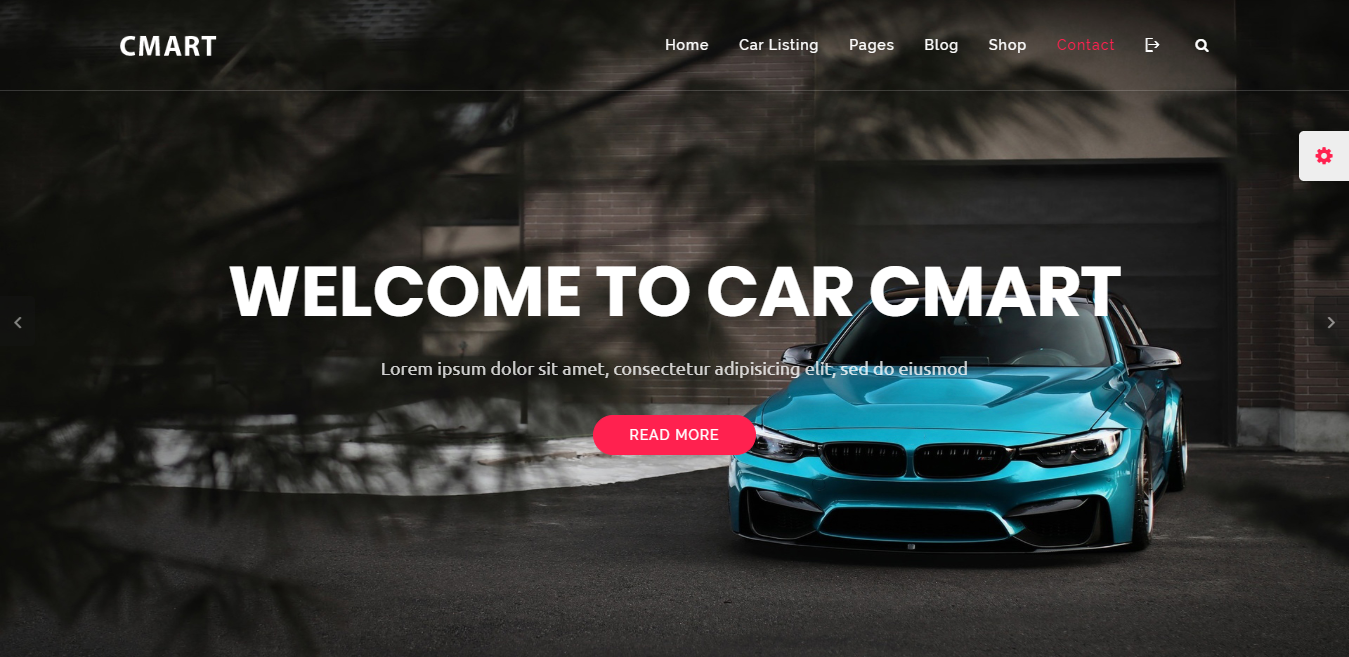 CMART
Home Car Listing Pages Blog Shop Contact
WELCOME TO CAR CMART
Lorem ipsum dolor sit amet, consectetur adipisicing elit, sed do eiusmod
READ MORE